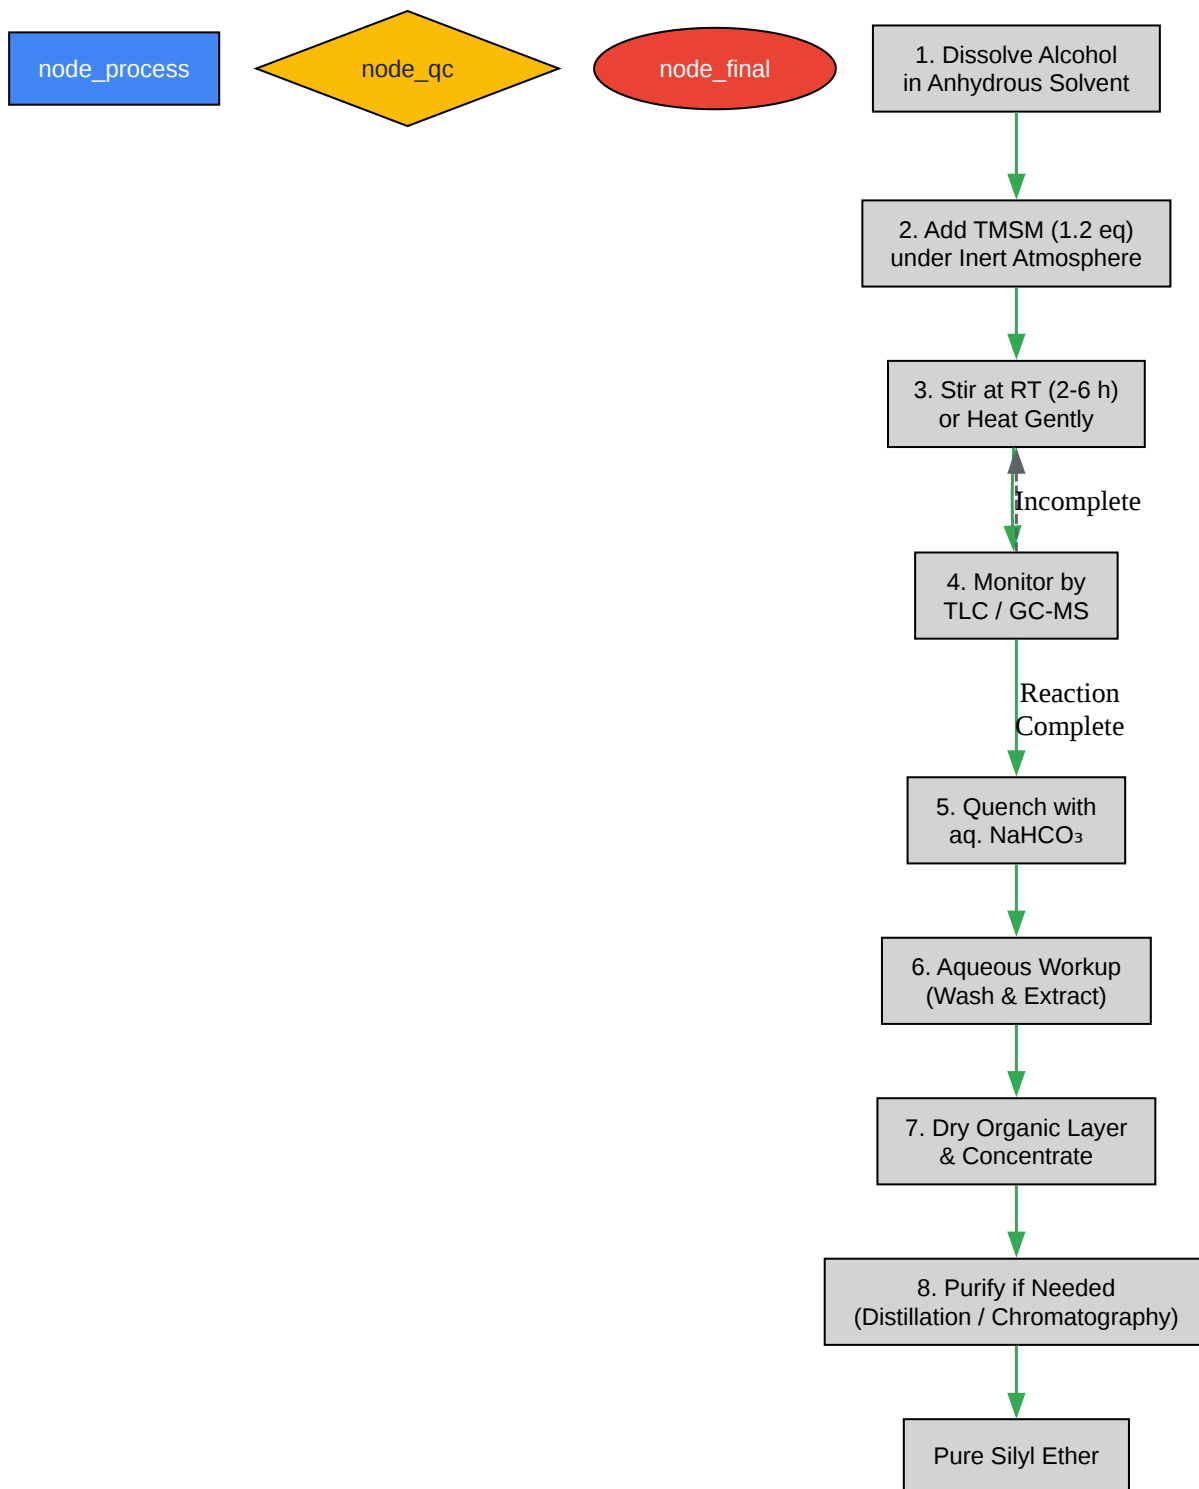 node_process
node_qc
node_final
1. Dissolve Alcohol
in Anhydrous Solvent
2. Add TMSM (1.2 eq)
under Inert Atmosphere
3. Stir at RT (2-6 h)
or Heat Gently
Incomplete
4. Monitor by
TLC / GC-MS
Reaction
Complete
5. Quench with
aq. NaHCO₃
6. Aqueous Workup
(Wash & Extract)
7. Dry Organic Layer
& Concentrate
8. Purify if Needed
(Distillation / Chromatography)
Pure Silyl Ether